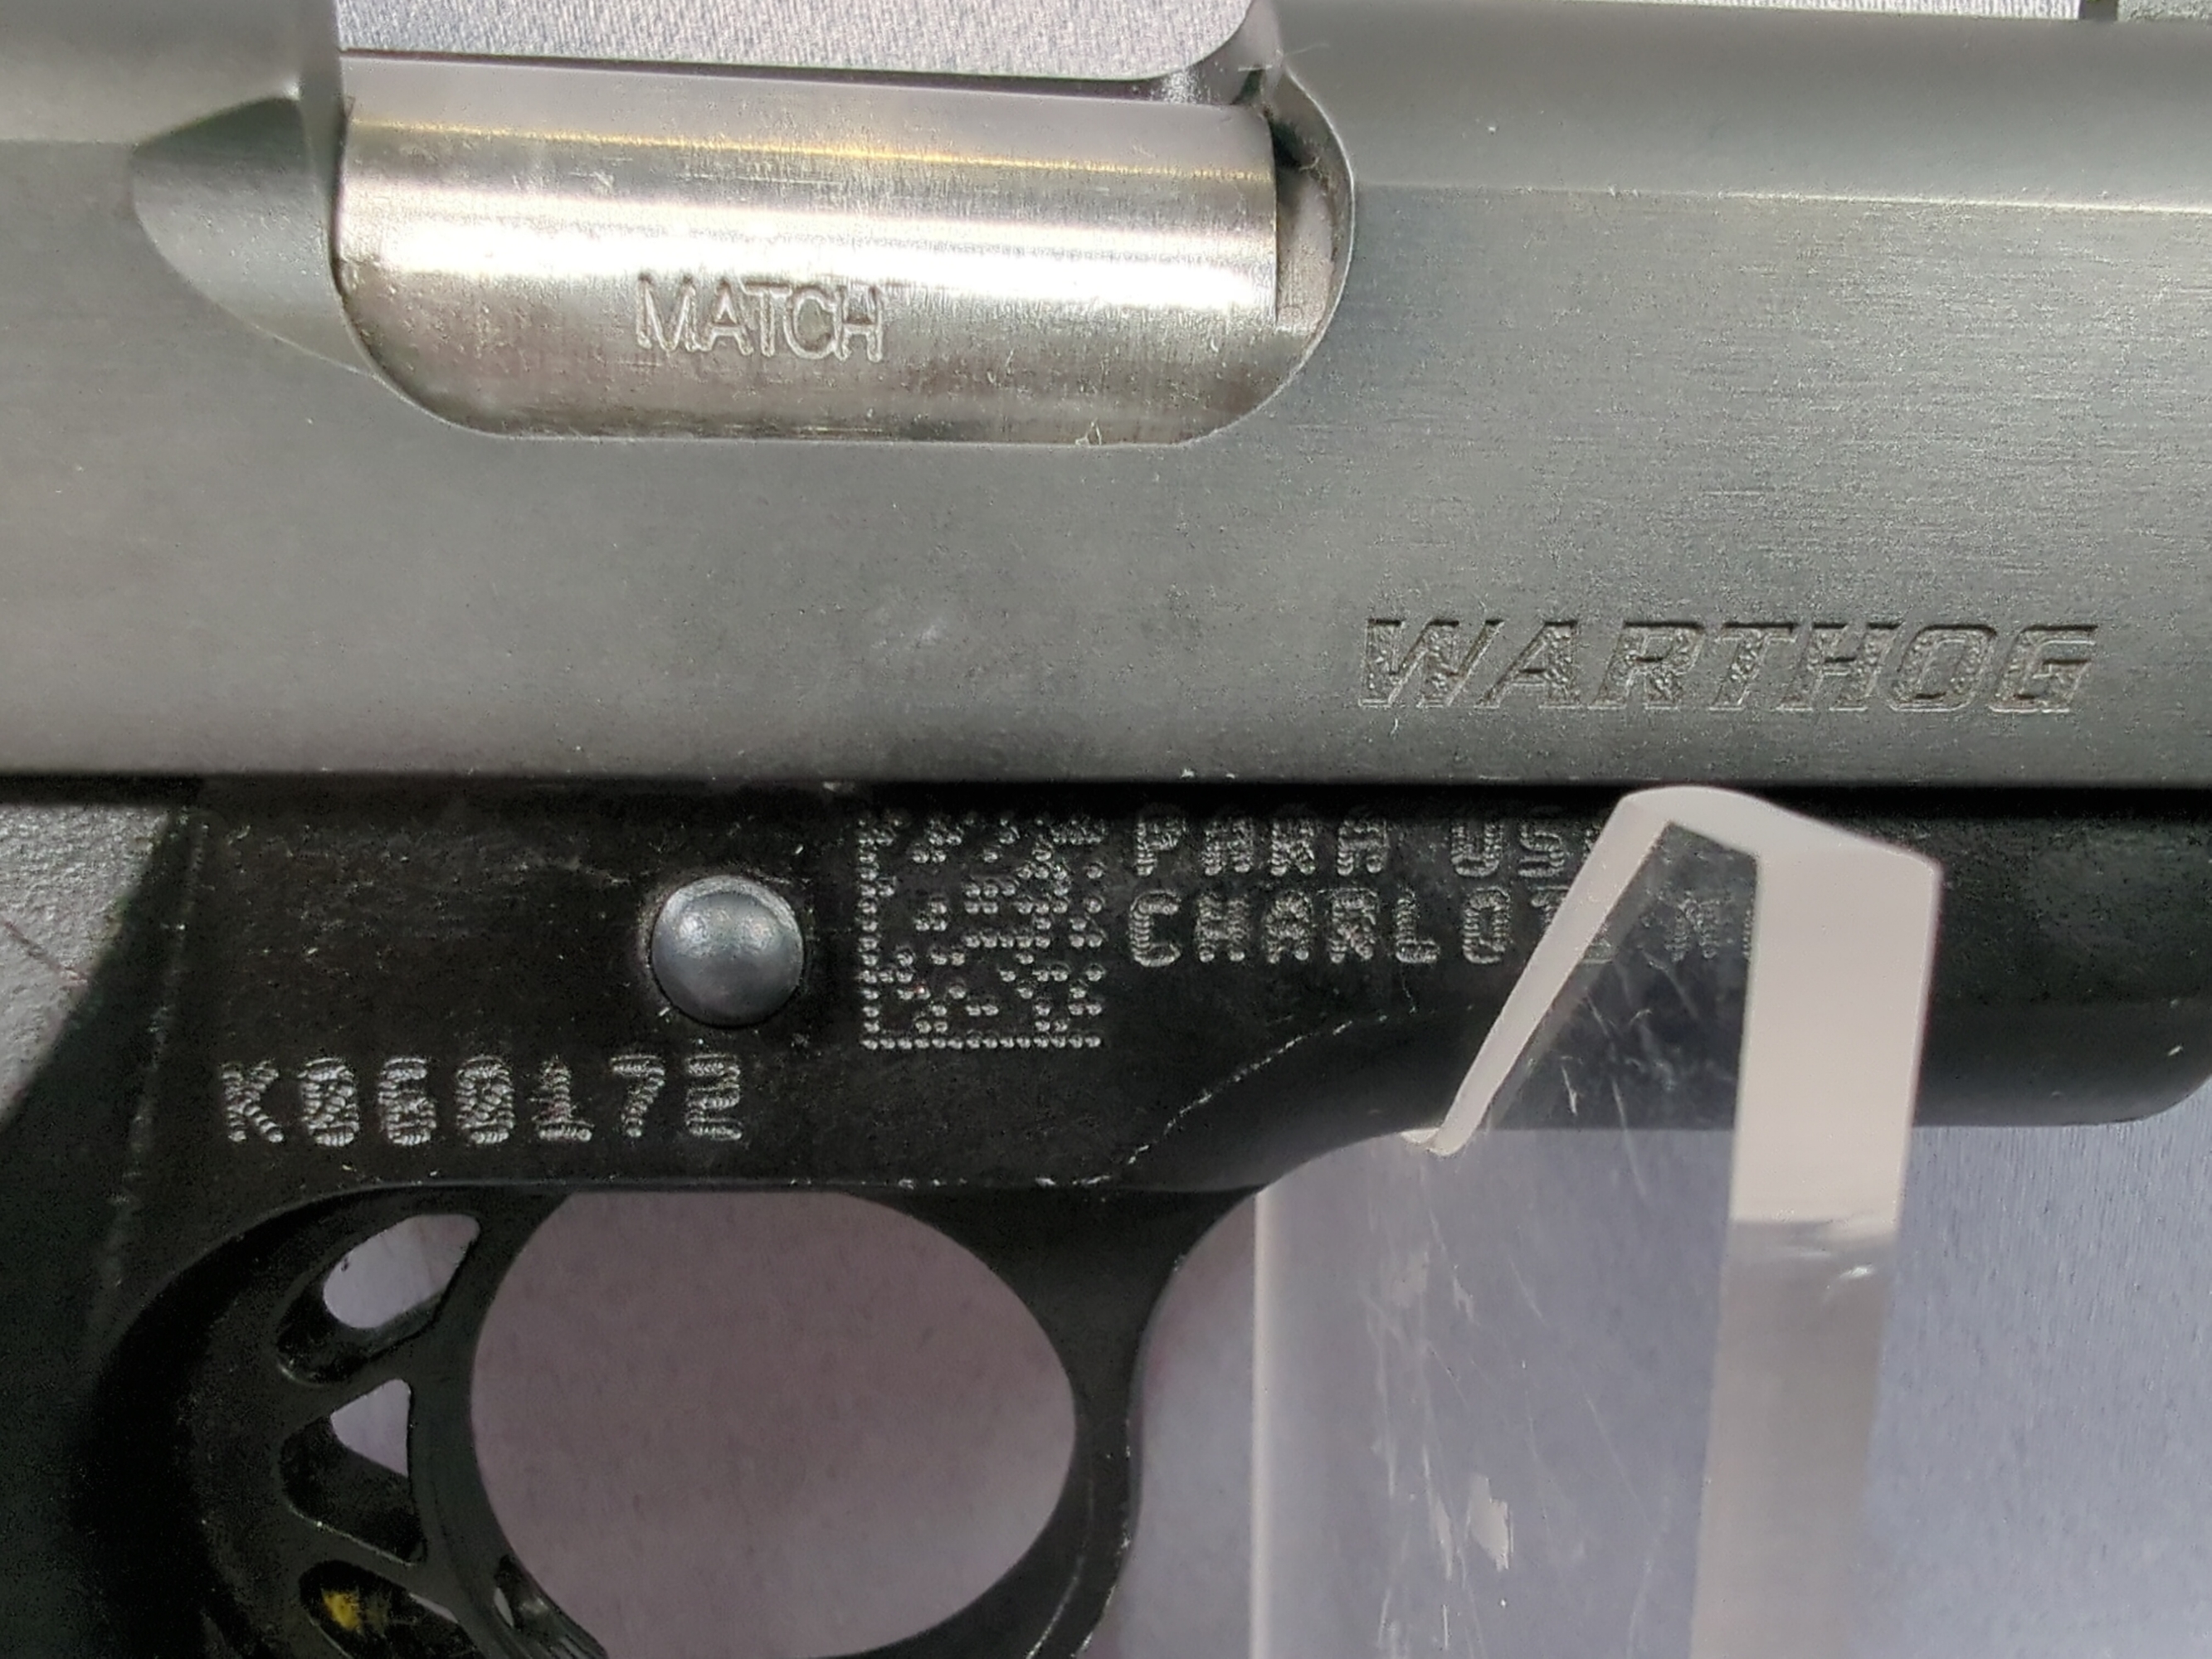 MATCH
WARTHOG
PARA US
CHARLOT
K060172